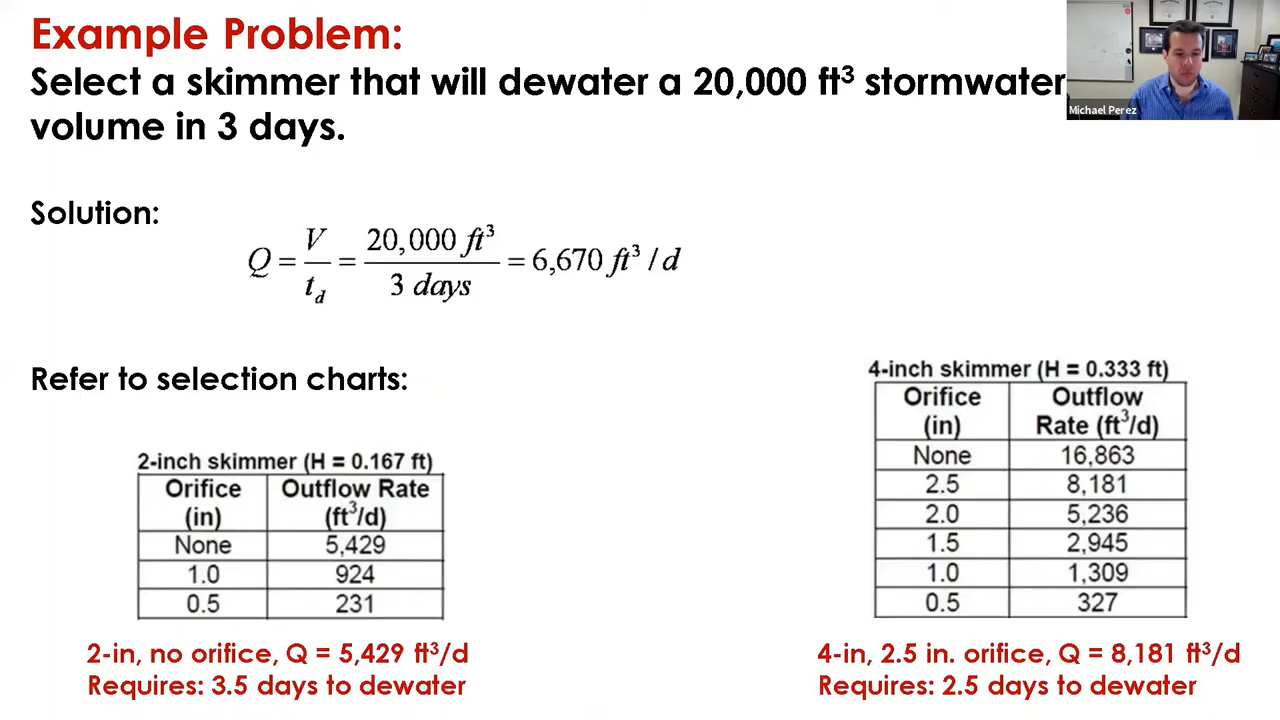 Example Problem:
Select a skimmer that will dewater a 20,000 ft³ stormwater
volume in 3 days.
Michael Perez
Solution:
Q = V / t_d = 20,000 ft³ / 3 days = 6,670 ft³ / d
Refer to selection charts:
2-inch skimmer (H = 0.167 ft)
Orifice (in) Outflow Rate (ft³/d)
None 5,429
1.0 924
0.5 231
2-in, no orifice, Q = 5,429 ft³/d
Requires: 3.5 days to dewater
4-inch skimmer (H = 0.333 ft)
Orifice (in) Outflow Rate (ft³/d)
None 16,863
2.5 8,181
2.0 5,236
1.5 2,945
1.0 1,309
0.5 327
4-in, 2.5 in. orifice, Q = 8,181 ft³/d
Requires: 2.5 days to dewater